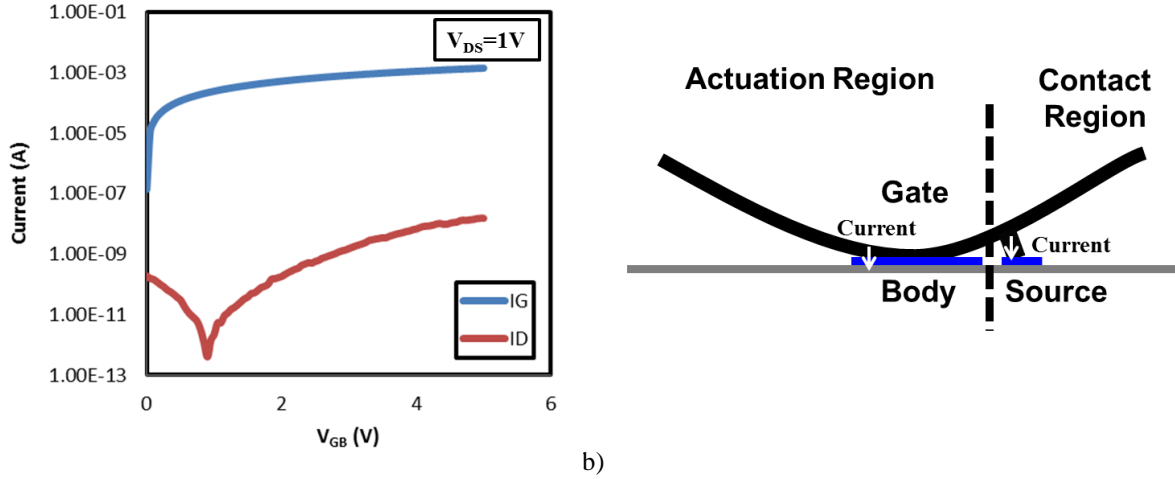 1.00E-01
1.00E-03
1.00E-05
1.00E-07
1.00E-09
1.00E-11
1.00E-13
Current (A)
VDS=1V
IG
ID
0
2
4
6
VGB (V)
b)
Actuation Region
Contact
Region
Gate
Current
Current
Body
Source